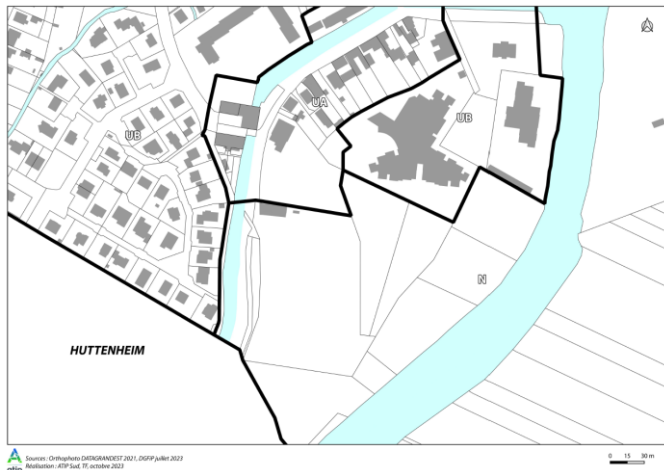 UA
UB
UB
N
HUTTENHEIM
Sources : Orthophoto DATAGRANDEST 2021, DGFIP juillet 2023
Réalisation : ATIP Sud, TF, octobre 2023
atip
0 15 30 m